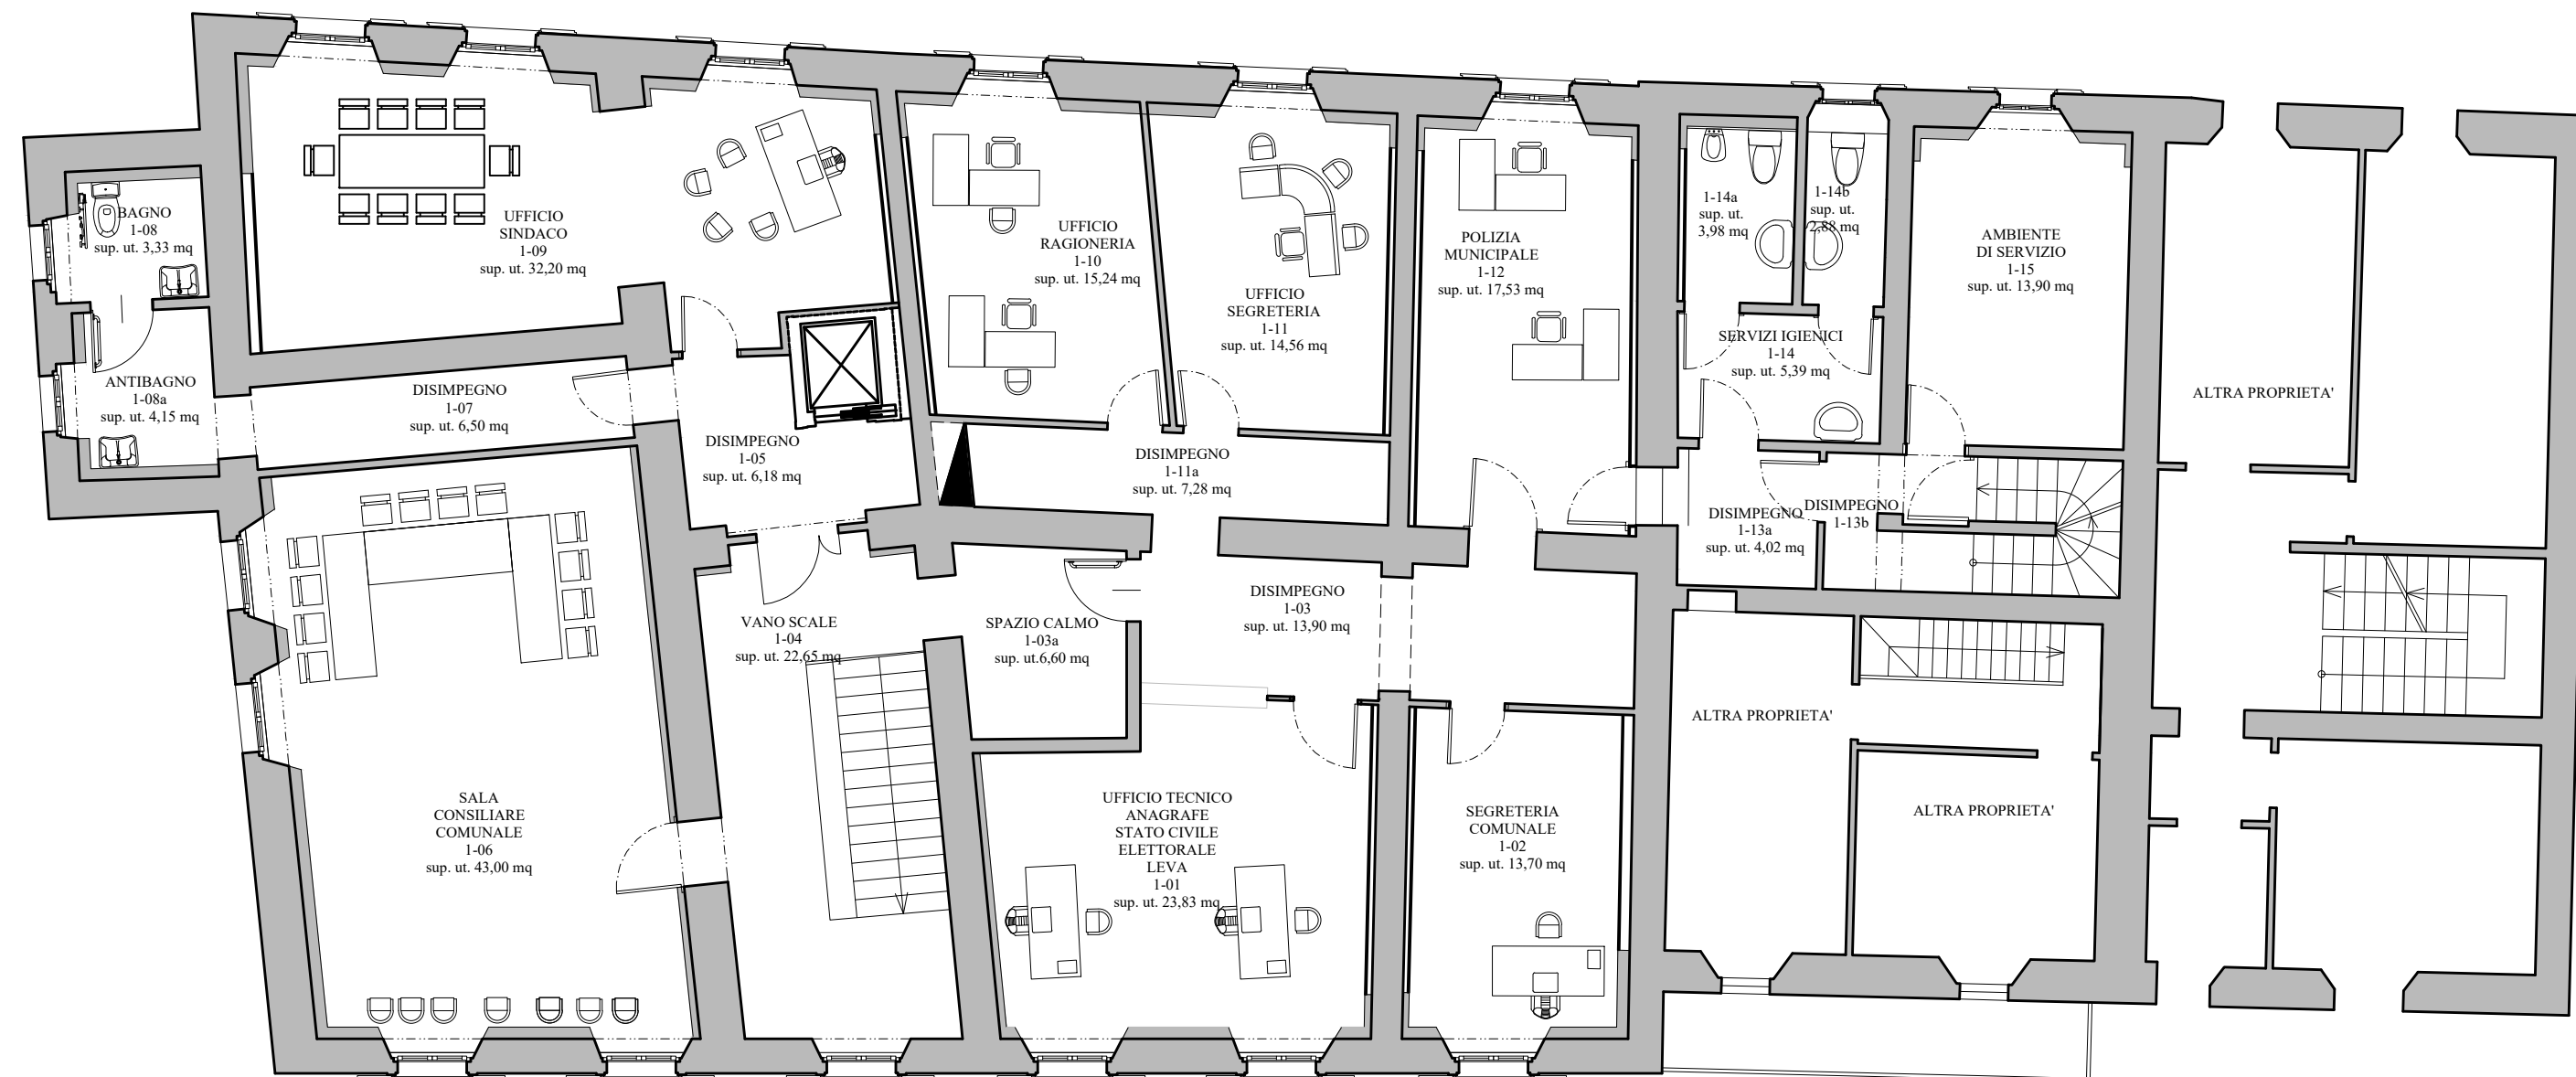 BAGNO
1-08
sup. ut. 3,33 mq
ANTIBAGNO
1-08a
sup. ut. 4,15 mq
UFFICIO
SINDACO
1-09
sup. ut. 32,20 mq
DISIMPEGNO
1-07
sup. ut. 6,50 mq
DISIMPEGNO
1-05
sup. ut. 6,18 mq
UFFICIO
RAGIONERIA
1-10
sup. ut. 15,24 mq
UFFICIO
SEGRETERIA
1-11
sup. ut. 14,56 mq
DISIMPEGNO
1-11a
sup. ut. 7,28 mq
POLIZIA
MUNICIPALE
1-12
sup. ut. 17,53 mq
1-14a
sup. ut.
3,98 mq
1-14b
sup. ut.
2,88 mq
SERVIZI IGIENICI
1-14
sup. ut. 5,39 mq
AMBIENTE
DI SERVIZIO
1-15
sup. ut. 13,90 mq
ALTRA PROPRIETA'
DISIMPEGNO
1-13a
sup. ut. 4,02 mq
DISIMPEGNO
1-13b
VANO SCALE
1-04
sup. ut. 22,65 mq
SPAZIO CALMO
1-03a
sup. ut.6,60 mq
DISIMPEGNO
1-03
sup. ut. 13,90 mq
SALA
CONSILIARE
COMUNALE
1-06
sup. ut. 43,00 mq
UFFICIO TECNICO
ANAGRAFE
STATO CIVILE
ELETTORALE
LEVA
1-01
sup. ut. 23,83 mq
SEGRETERIA
COMUNALE
1-02
sup. ut. 13,70 mq
ALTRA PROPRIETA'
ALTRA PROPRIETA'